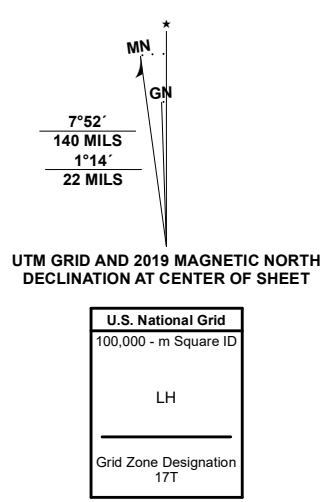 MN
GN
7°52´
140 MILS
1°14´
22 MILS
UTM GRID AND 2019 MAGNETIC NORTH
DECLINATION AT CENTER OF SHEET
U.S. National Grid
100,000 - m Square ID
LH
Grid Zone Designation
17T